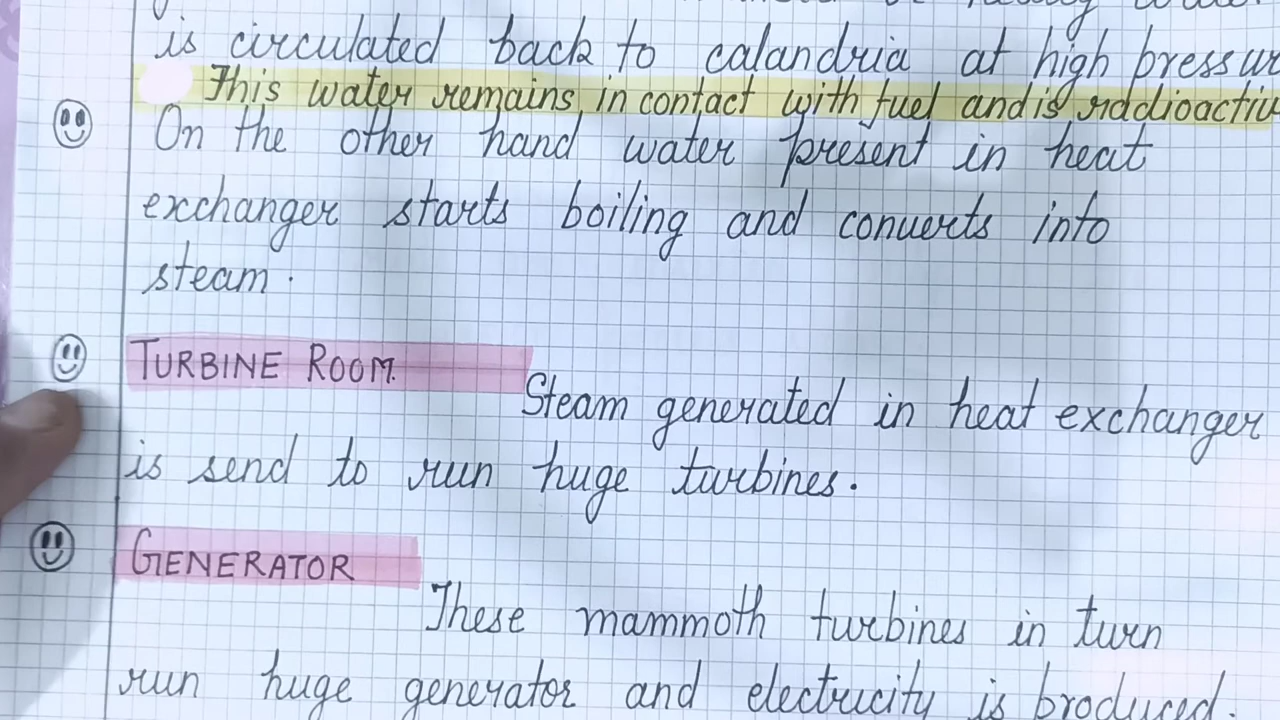 is circulated back to calandria at high pressur
This water remains in contact with fuel and is radioactiv
On the other hand water present in heat
exchanger starts boiling and converts into
steam.
TURBINE ROOM.
Steam generated in heat exchanger
is send to run huge turbines.
GENERATOR
These mammoth turbines in turn
run huge generator and electricity is produced.